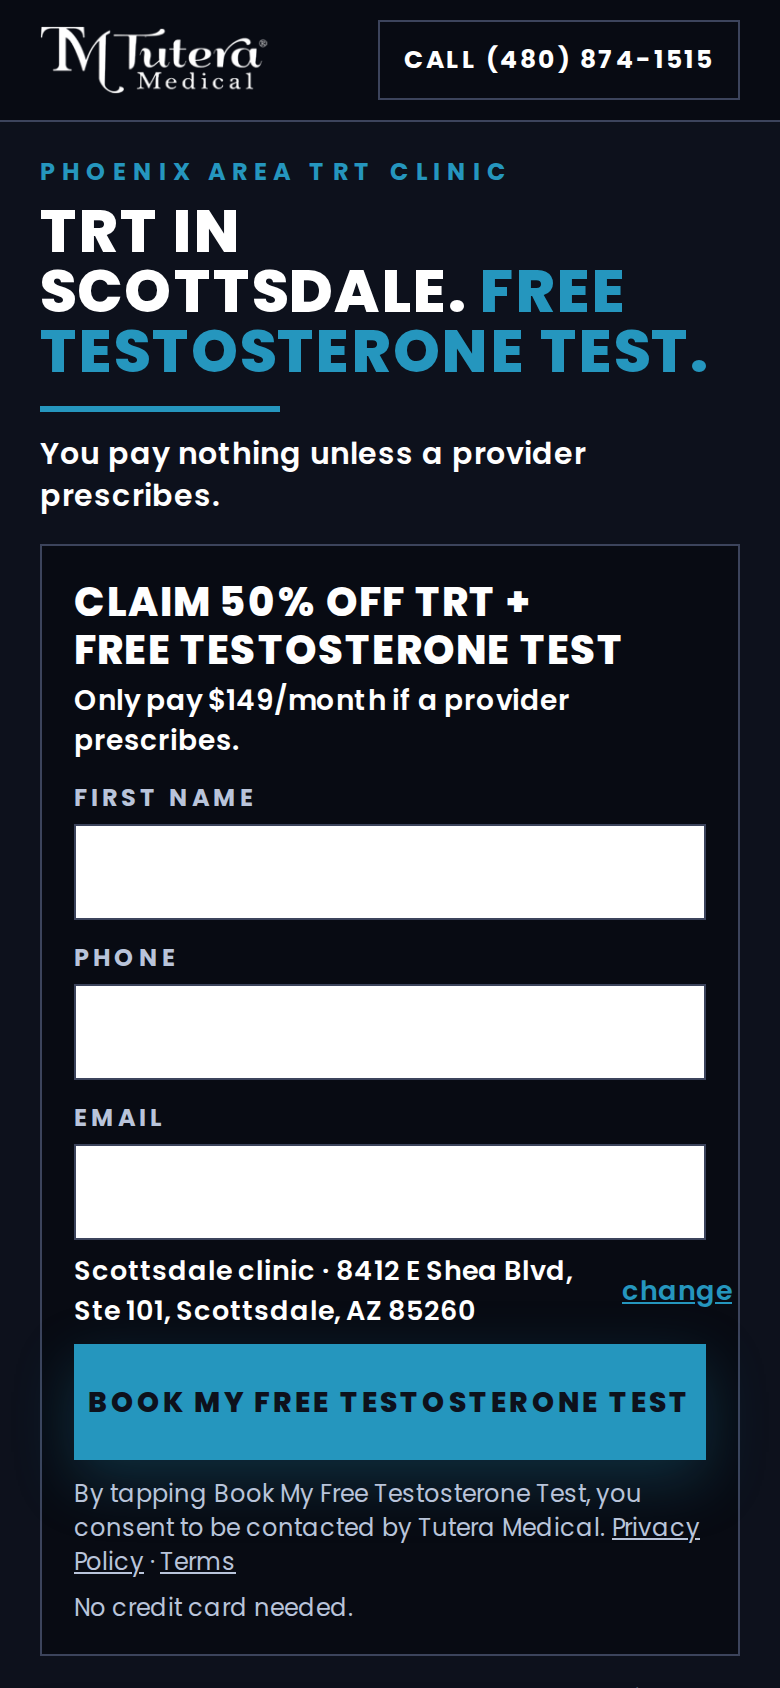 TM Tutera®
Medical
CALL (480) 874-1515
PHOENIX AREA TRT CLINIC
TRT IN
SCOTTSDALE. FREE
TESTOSTERONE TEST.
You pay nothing unless a provider
prescribes.
CLAIM 50% OFF TRT +
FREE TESTOSTERONE TEST
Only pay $149/month if a provider
prescribes.
FIRST NAME
PHONE
EMAIL
Scottsdale clinic · 8412 E Shea Blvd,
Ste 101, Scottsdale, AZ 85260
change
BOOK MY FREE TESTOSTERONE TEST
By tapping Book My Free Testosterone Test, you
consent to be contacted by Tutera Medical. Privacy
Policy · Terms
No credit card needed.